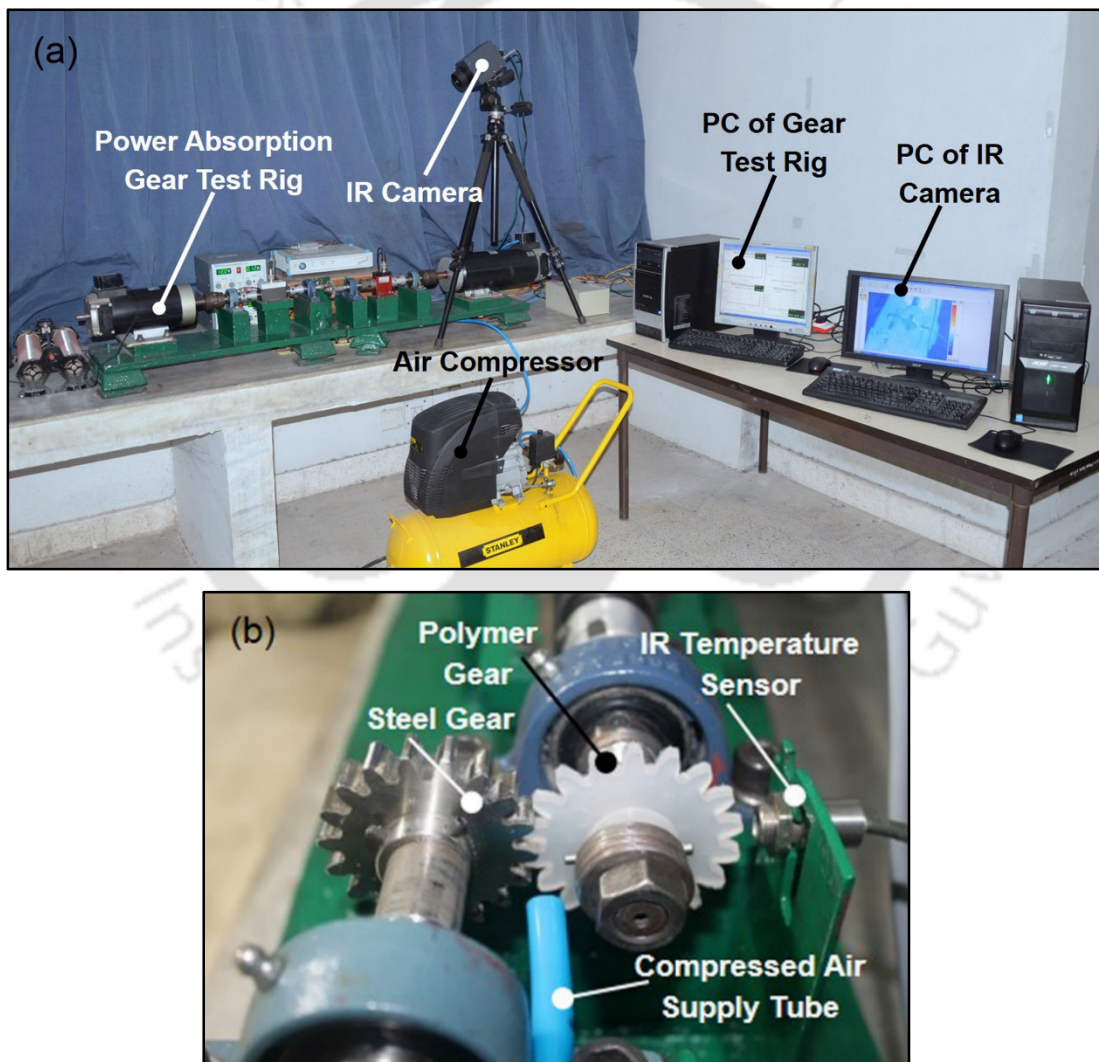 (a)
Power Absorption
Gear Test Rig
IR Camera
PC of Gear
Test Rig
PC of IR
Camera
Air Compressor
STANLEY
(b)
Polymer
Gear
Steel Gear
IR Temperature
Sensor
Compressed Air
Supply Tube